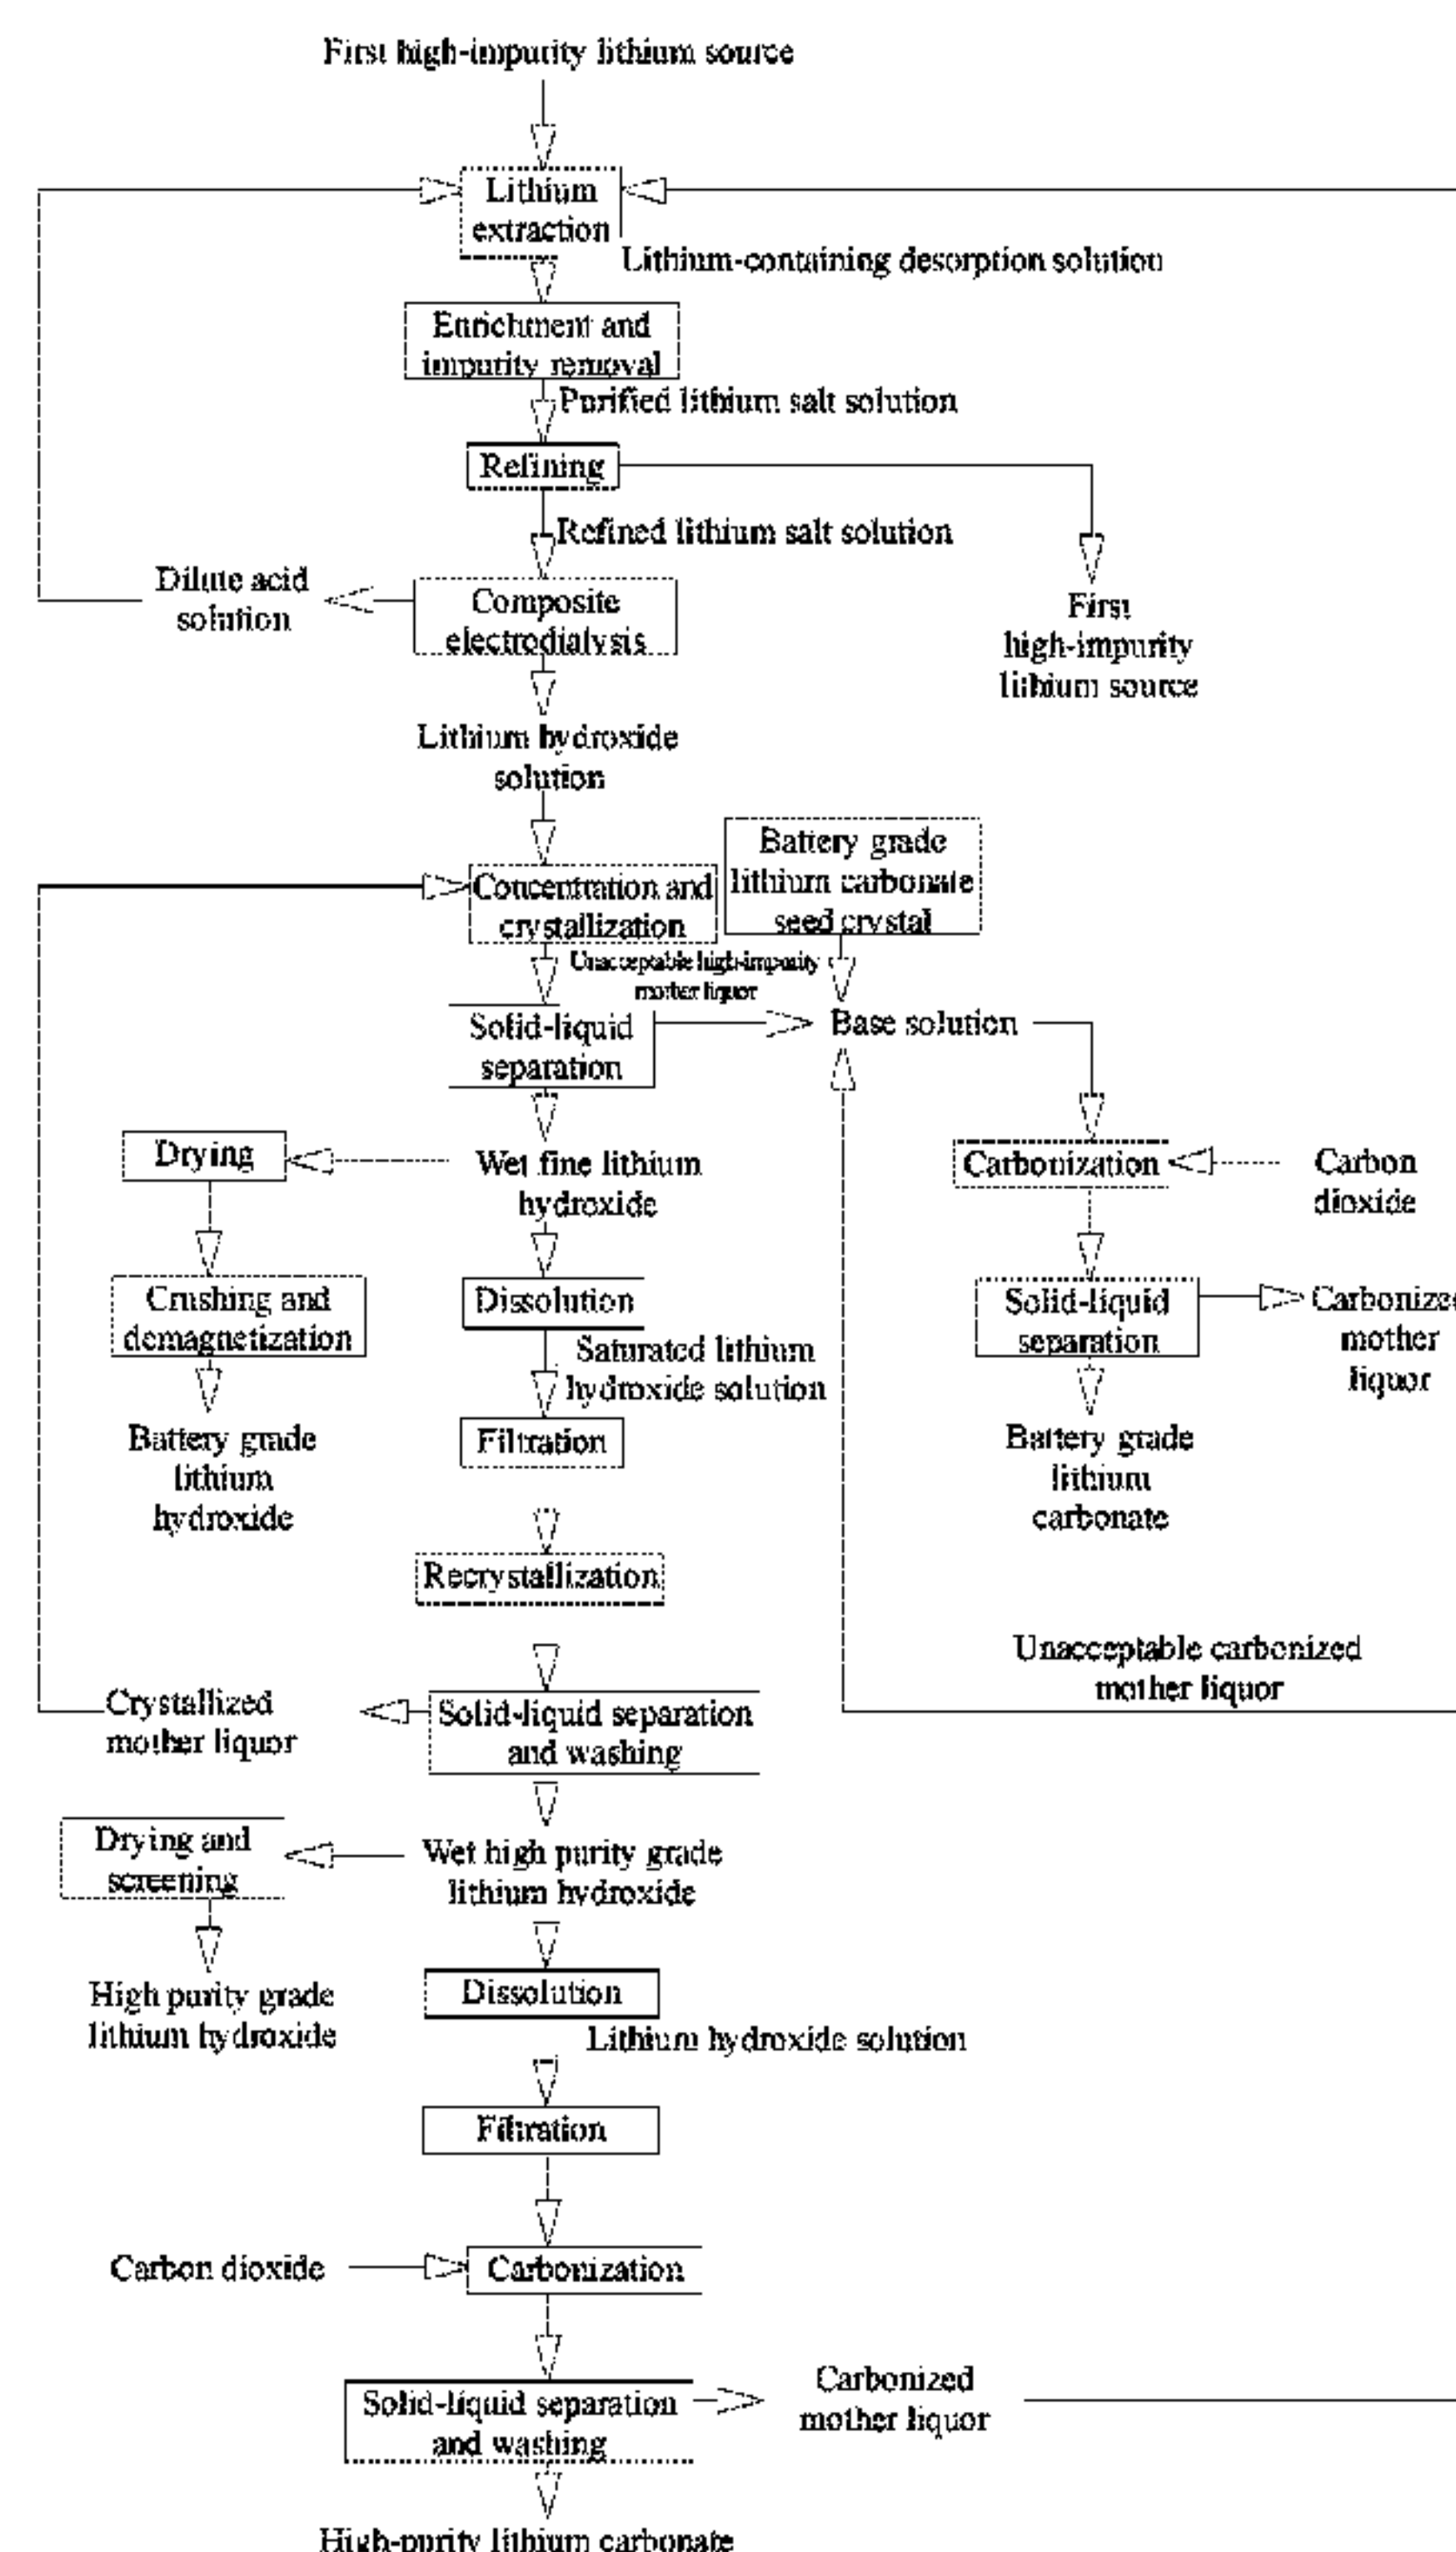 First high-impurity lithium source
Lithium
extraction
Lithium-containing desorption solution
Enrichment and
impurity removal
Purified lithium salt solution
Refining
Refined lithium salt solution
Dilute acid
solution
Composite
electrodialysis
First
high-impurity
lithium source
Lithium hydroxide
solution
Battery grade
lithium carbonate
seed crystal
Concentration and
crystallization
Unacceptable high-impurity
mother liquor
Solid-liquid
separation
Base solution
Drying
Wet fine lithium
hydroxide
Carbonization
Carbon
dioxide
Crushing and
demagnetization
Dissolution
Solid-liquid
separation
Carbonized
mother
liquor
Saturated lithium
hydroxide solution
Battery grade
lithium
hydroxide
Filtration
Battery grade
lithium
carbonate
Recrystallization
Unacceptable carbonized
mother liquor
Crystallized
mother liquor
Solid-liquid separation
and washing
Drying and
screening
Wet high purity grade
lithium hydroxide
High purity grade
lithium hydroxide
Dissolution
Lithium hydroxide solution
Filtration
Carbon dioxide
Carbonization
Solid-liquid separation
and washing
Carbonized
mother liquor
High-purity lithium carbonate